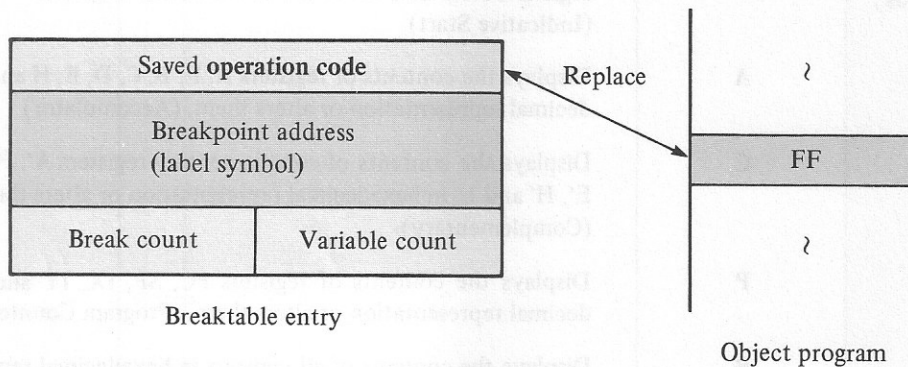 Saved operation code
Breakpoint address
(label symbol)
Break count
Variable count
Breaktable entry
Replace
~
FF
~
Object program